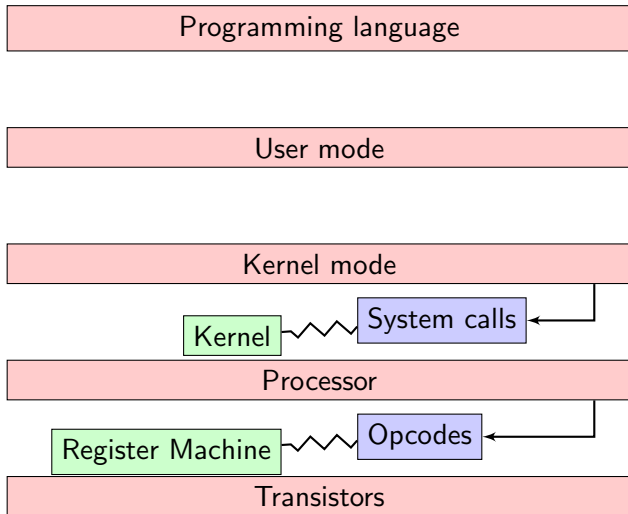 Programming language
User mode
Kernel mode
System calls
Kernel
Processor
Opcodes
Register Machine
Transistors